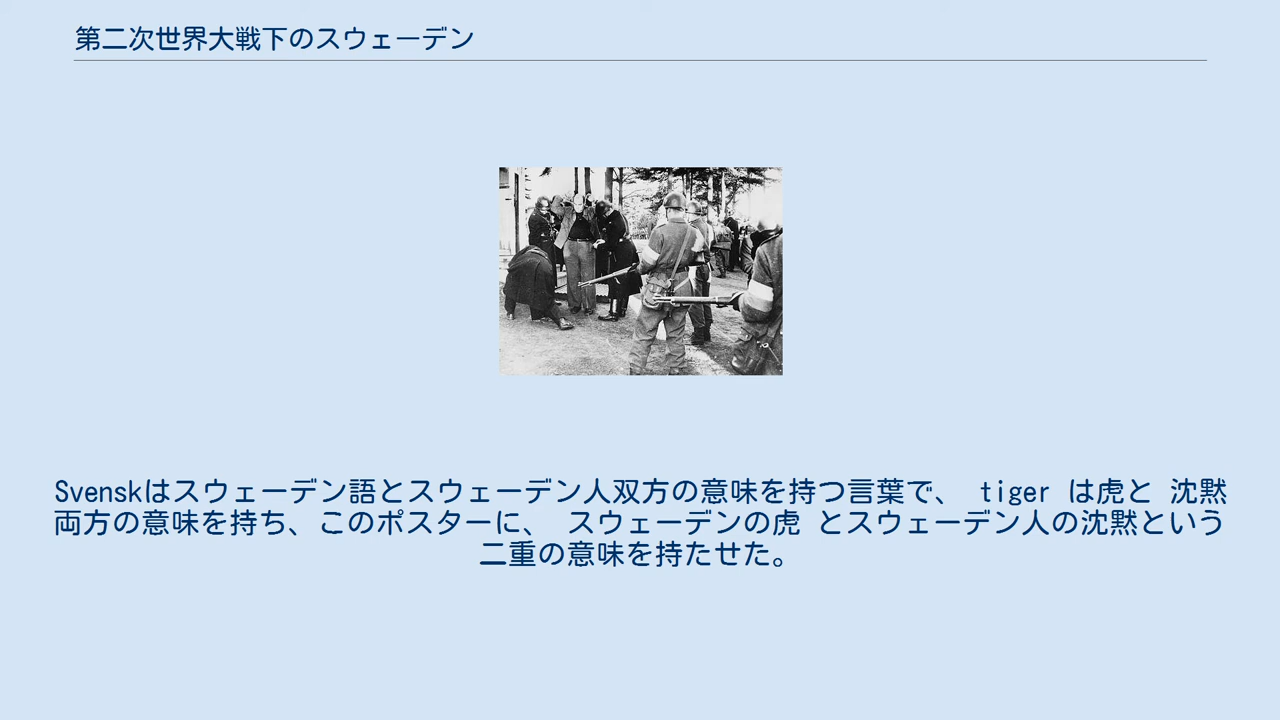 第二次世界大戦下のスウェーデン
Svenskはスウェーデン語とスウェーデン人双方の意味を持つ言葉で、 tiger は虎と 沈黙
両方の意味を持ち、このポスターに、 スウェーデンの虎 とスウェーデン人の沈黙という
二重の意味を持たせた。